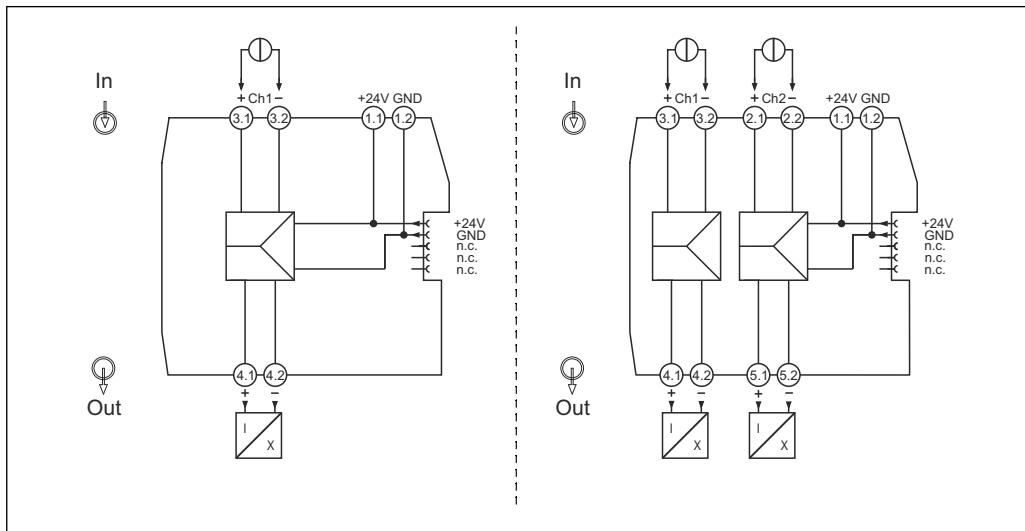 In
+ Ch1 −
+24V GND
3.1 3.2 1.1 1.2
+24V
GND
n.c.
n.c.
n.c.
4.1 4.2
+ −
Out
I
X
In
+ Ch1 − + Ch2 − +24V GND
3.1 3.2 2.1 2.2 1.1 1.2
+24V
GND
n.c.
n.c.
n.c.
4.1 4.2 5.1 5.2
+ − + −
Out
I I
X X